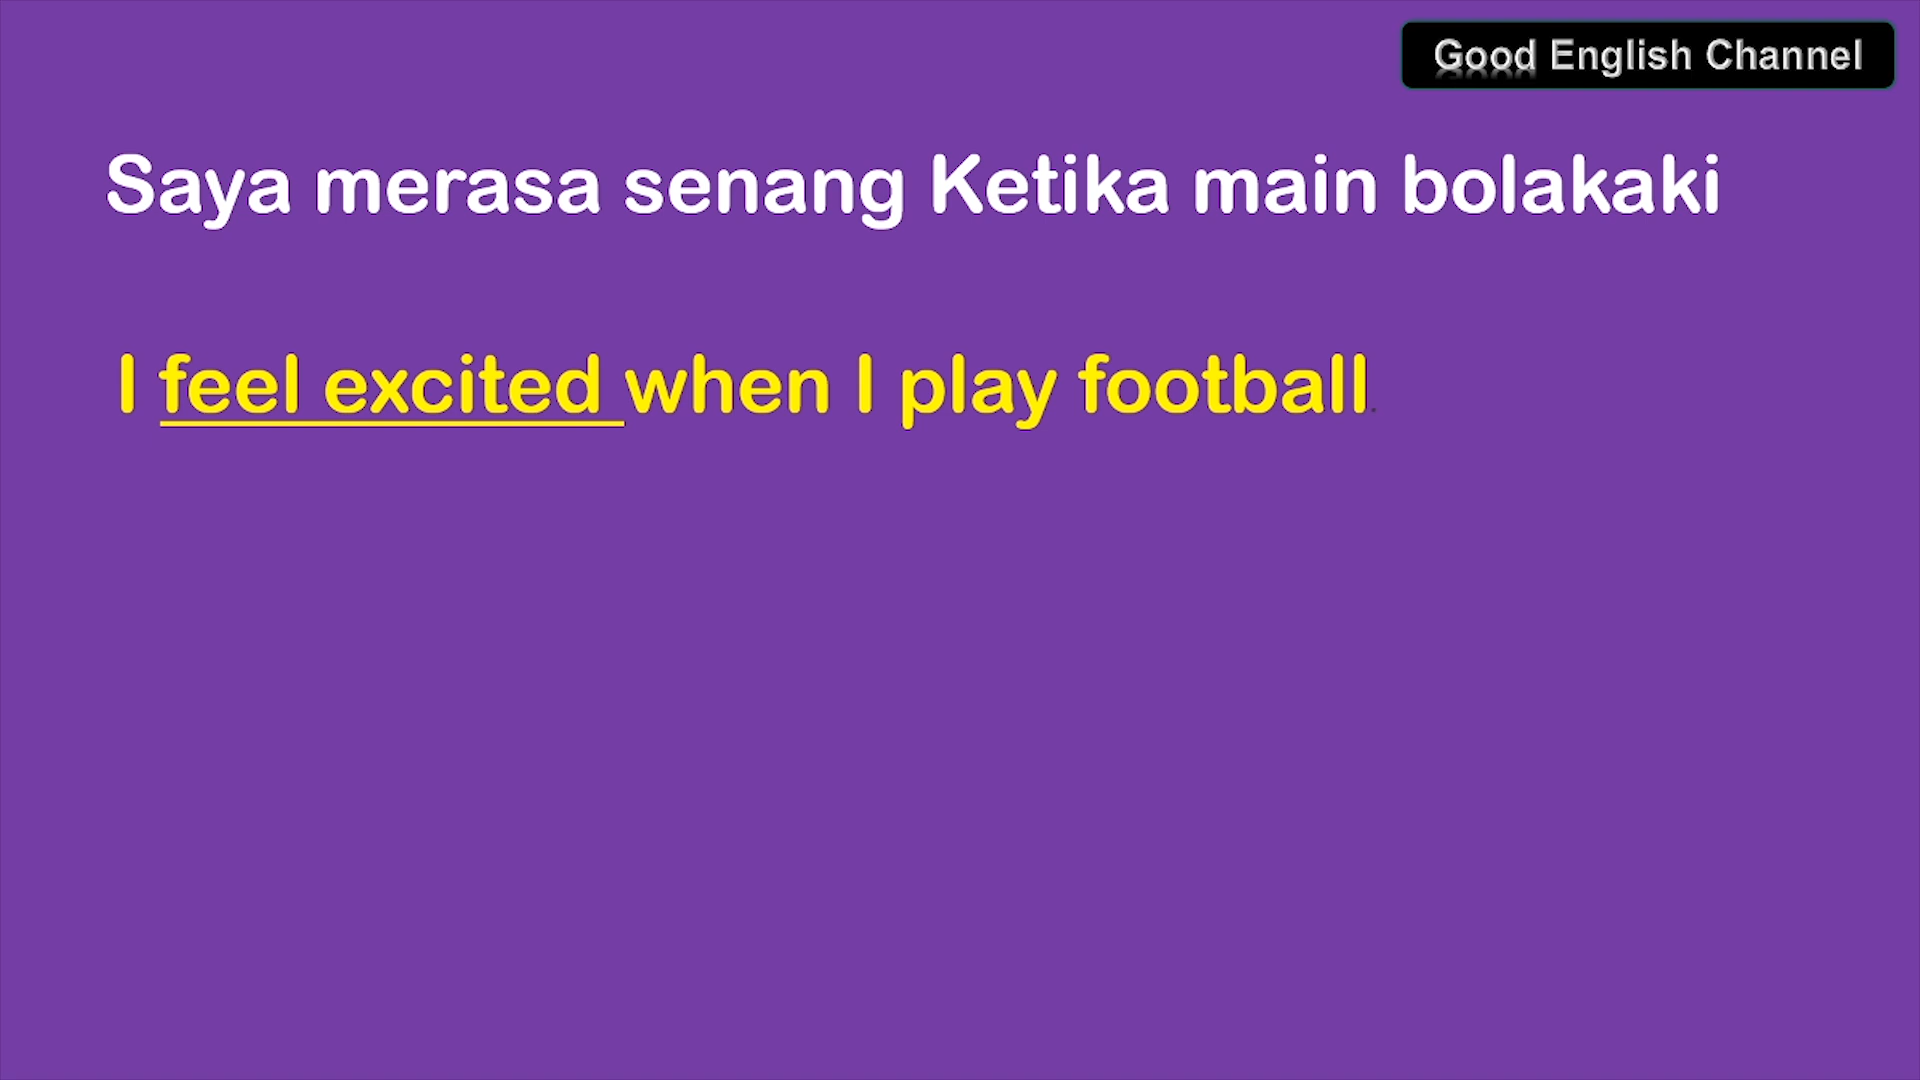 Good English Channel
Saya merasa senang Ketika main bolakaki
I feel excited when I play football.